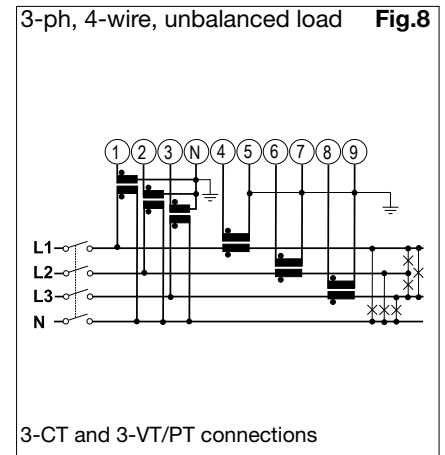 3-ph, 4-wire, unbalanced load Fig.8
1 2 3 N 4 5 6 7 8 9
L1
L2
L3
N
3-CT and 3-VT/PT connections